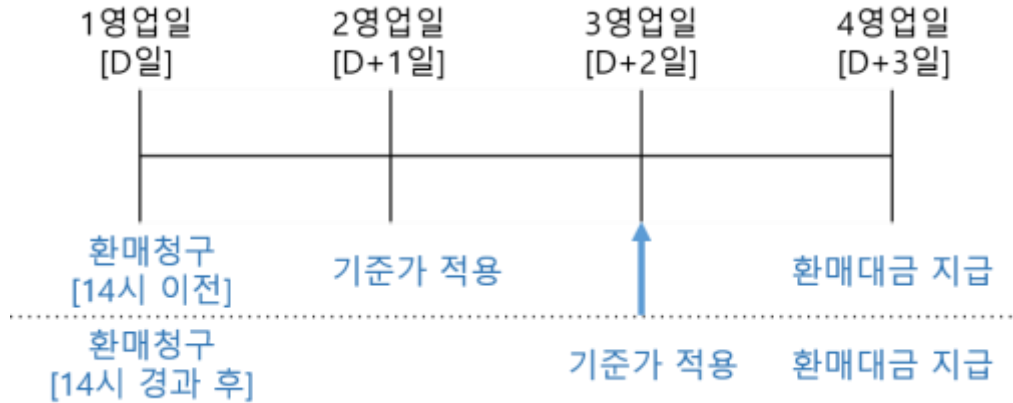 1영업일 2영업일 3영업일 4영업일
[D일] [D+1일] [D+2일] [D+3일]
환매청구
[14시 이전]
기준가 적용
환매대금 지급
환매청구
[14시 경과 후]
기준가 적용
환매대금 지급